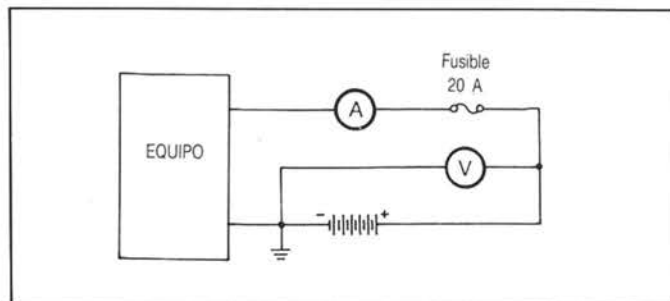 Fusible
20 A
A
EQUIPO
V
- +